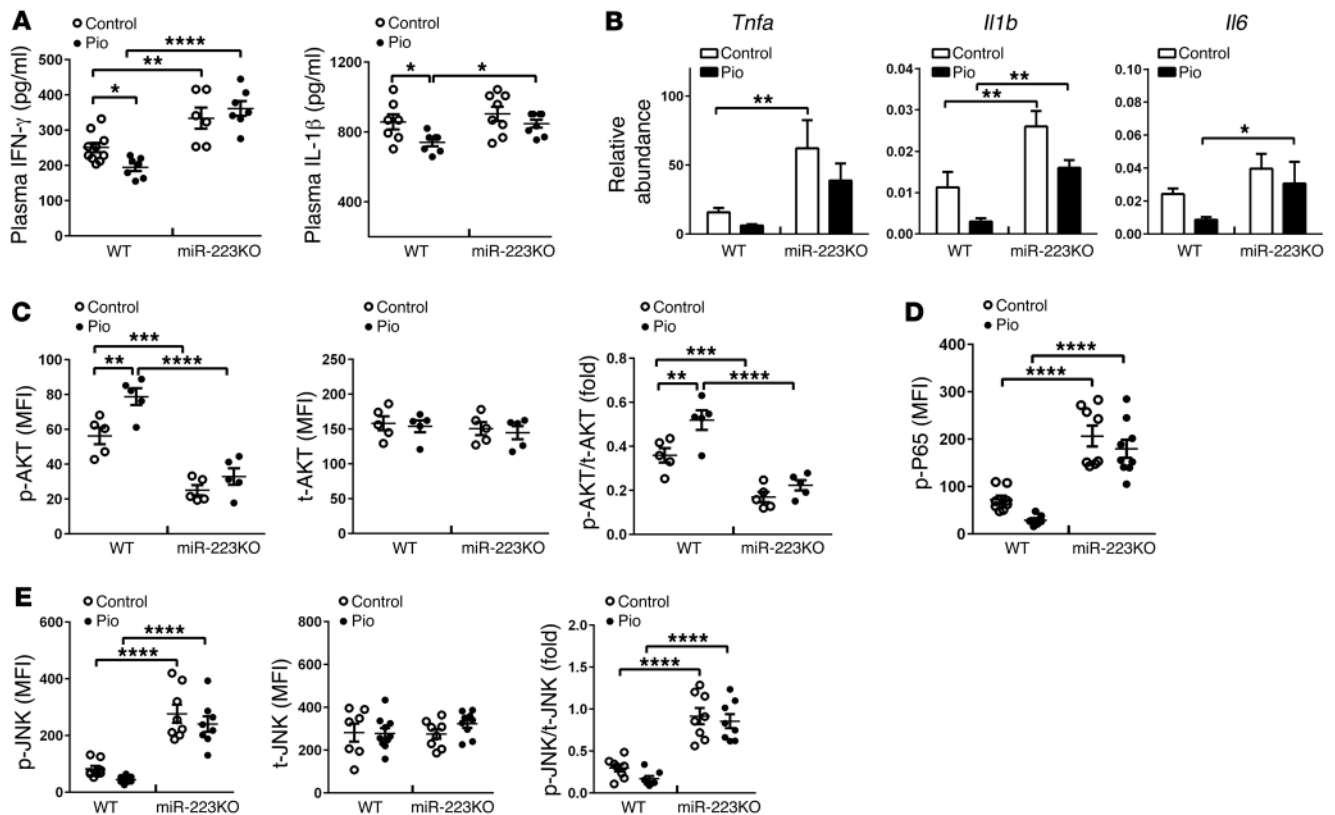 A
Control
Pio
Plasma IFN-γ (pg/ml)
500
400
300
200
100
0
****
**
*
WT
miR-223KO
Control
Pio
Plasma IL-1β (pg/ml)
1,400
1,000
800
600
*
*
WT
miR-223KO
B
Tnfa
Control
Pio
Relative
abundance
100
50
0
**
WT
miR-223KO
Il1b
Control
Pio
0.04
0.03
0.02
0.01
0.00
**
**
WT
miR-223KO
Il6
Control
Pio
0.10
0.08
0.06
0.04
0.02
0.00
*
WT
miR-223KO
C
Control
Pio
p-AKT (MFI)
100
80
60
40
20
0
***
**
****
WT
miR-223KO
Control
Pio
t-AKT (MFI)
250
200
150
100
50
0
WT
miR-223KO
Control
Pio
p-AKT/t-AKT (fold)
0.8
0.6
0.4
0.2
0.0
***
**
****
WT
miR-223KO
D
Control
Pio
p-P65 (MFI)
400
300
200
100
0
****
****
WT
miR-223KO
E
Control
Pio
p-JNK (MFI)
600
400
200
0
****
****
WT
miR-223KO
Control
Pio
t-JNK (MFI)
800
600
400
200
0
WT
miR-223KO
Control
Pio
p-JNK/t-JNK (fold)
2.0
1.5
1.0
0.5
0.0
****
****
WT
miR-223KO